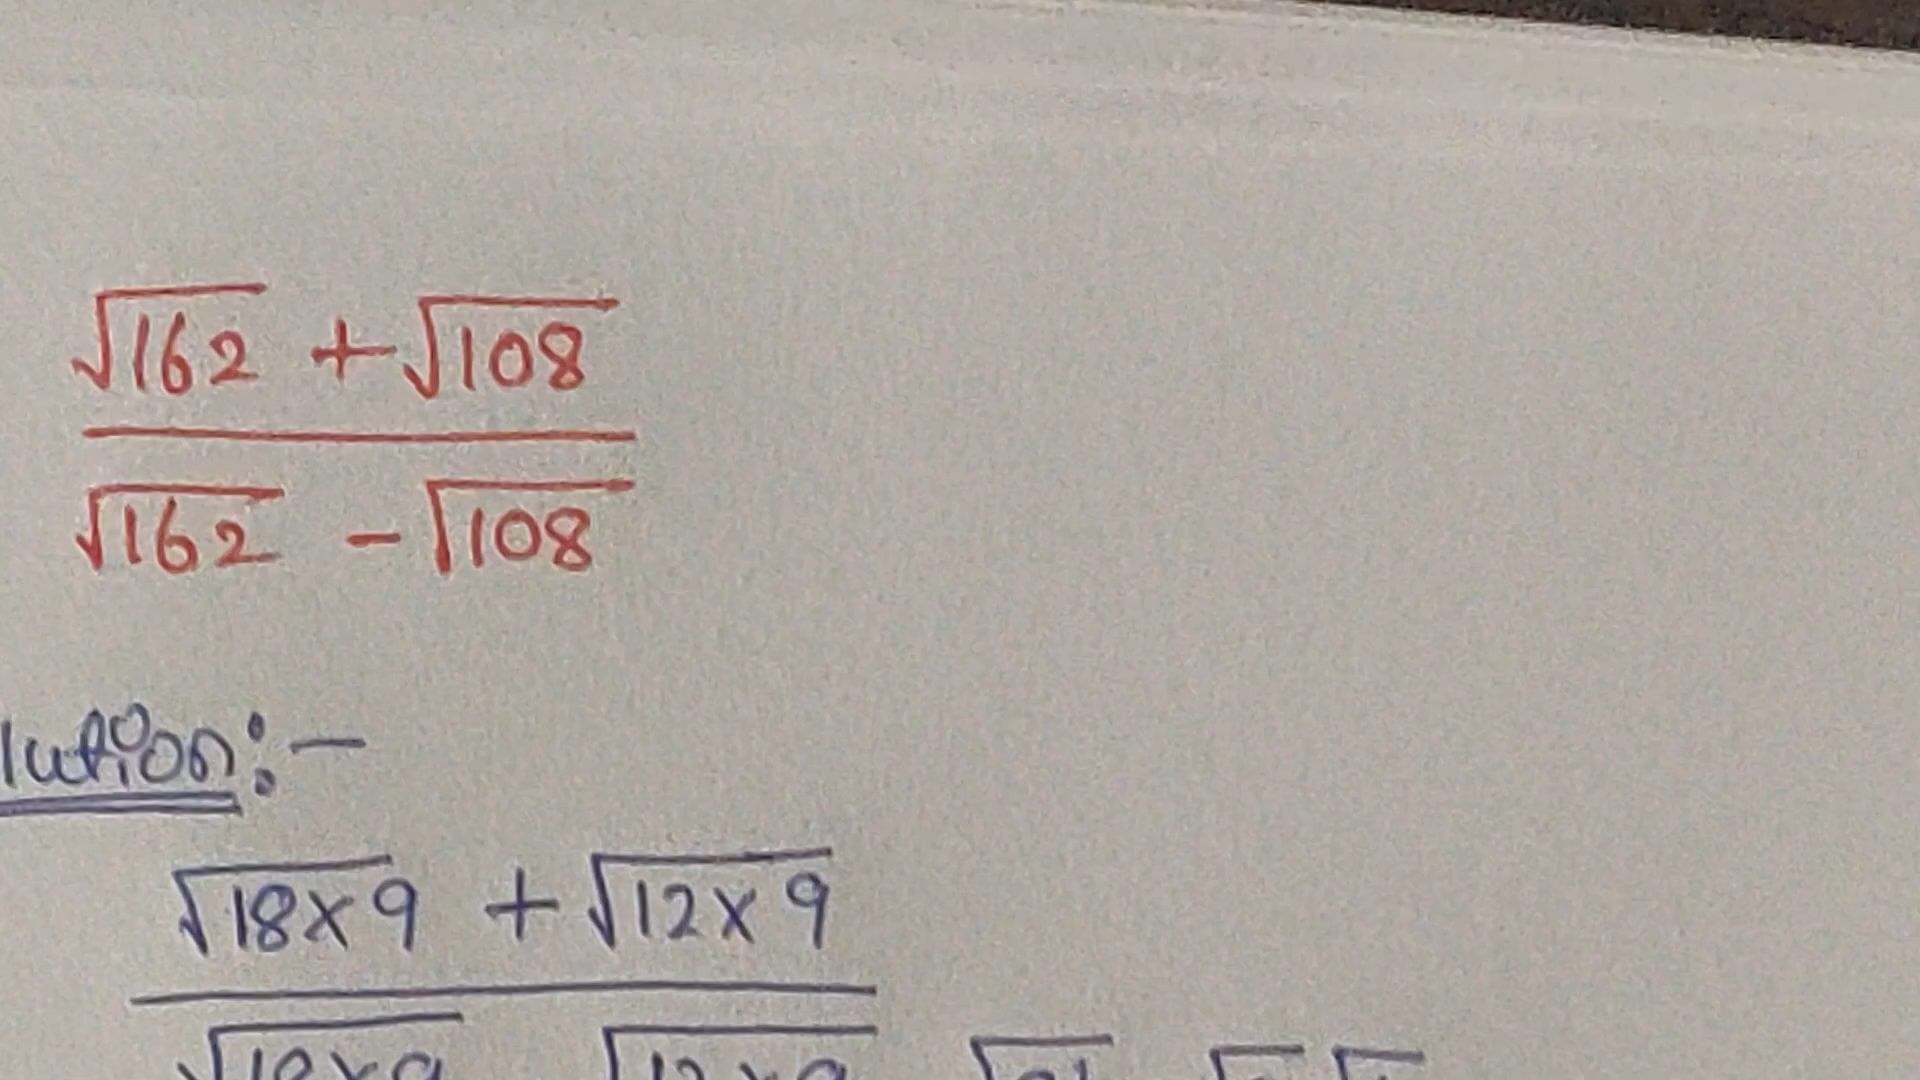 √162 + √108
√162 - √108
lution:-
√18×9 + √12×9